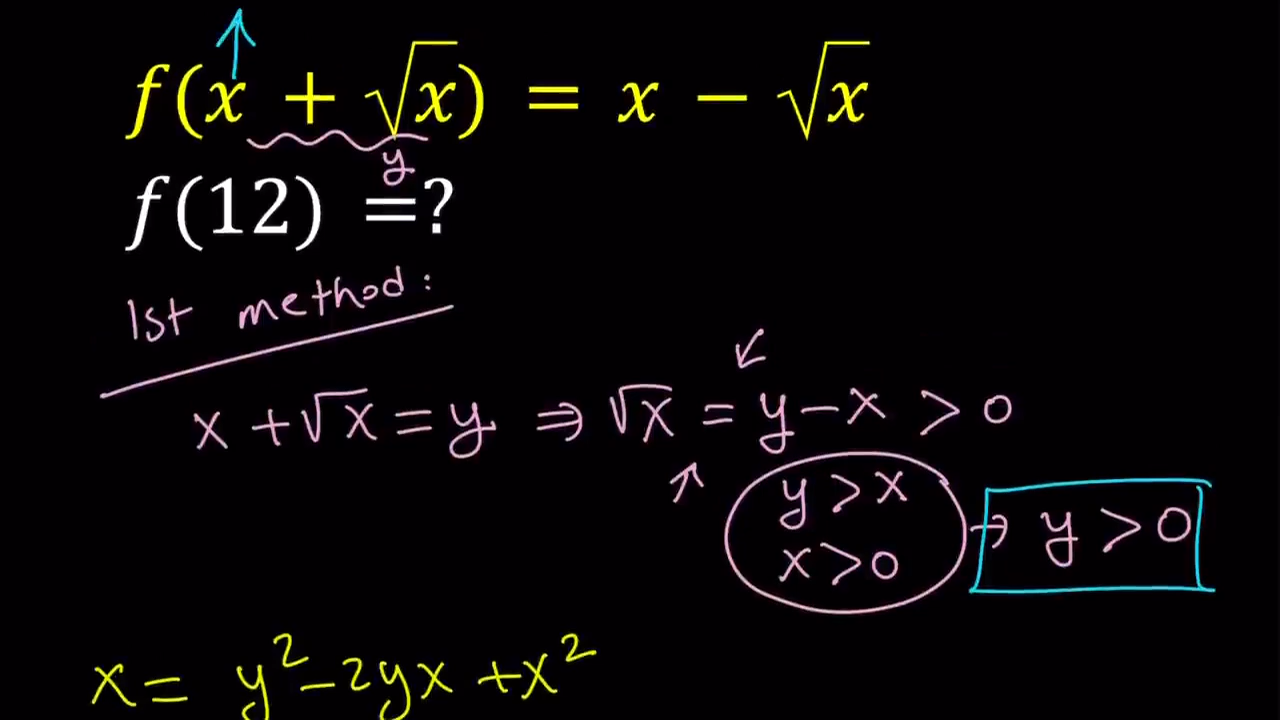 f(x + √x) = x − √x
y
f(12) =?
1st method:
x + √x = y ⇒ √x = y − x > 0
y > x
x > 0
⇒ y > 0
x = y² − 2yx + x²